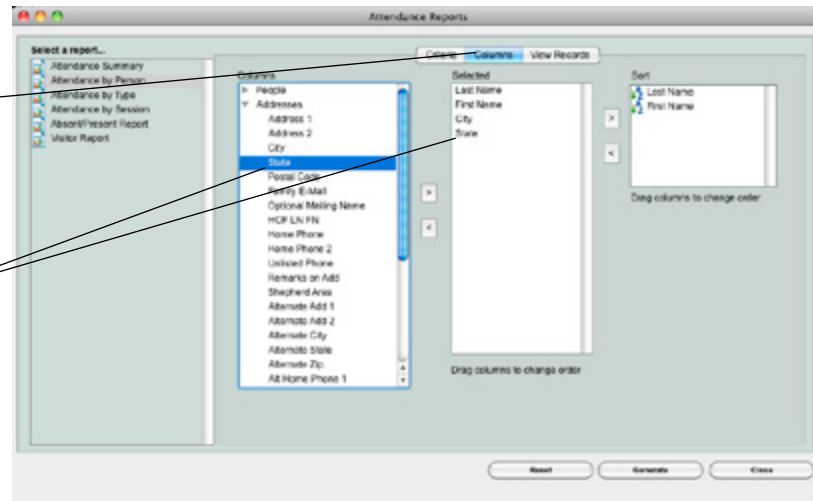 Attendance Reports
Select a report...
Attendance Summary
Attendance by Person
Attendance by Type
Attendance by Session
Absent/Present Report
Visitor Report
Criteria
Columns
View Records
Columns
People
Addresses
Address 1
Address 2
City
State
Postal Code
Family E-Mail
Optional Mailing Name
HOF LN FN
Home Phone
Home Phone 2
Unlisted Phone
Remarks on Add
Shepherd Area
Alternate Add 1
Alternate Add 2
Alternate City
Alternate State
Alternate Zip
Alt Home Phone 1
>
<
Selected
Last Name
First Name
City
State
Drag columns to change order
>
<
Sort
Last Name
First Name
Drag columns to change order
Reset
Generate
Close